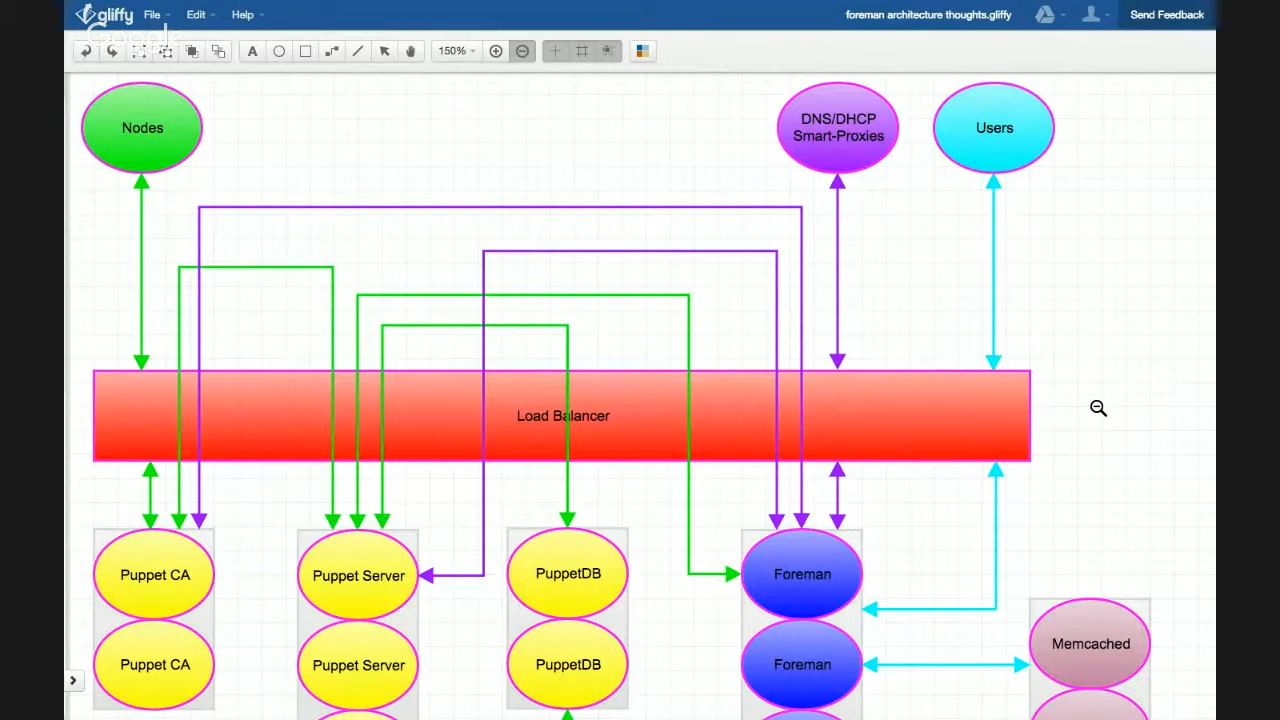 gliffy File Edit Help foreman architecture thoughts.gliffy Send Feedback
Google
A 150%
Nodes
DNS/DHCP
Smart-Proxies
Users
Load Balancer
Puppet CA
Puppet Server
PuppetDB
Foreman
Puppet CA
Puppet Server
PuppetDB
Foreman
Memcached